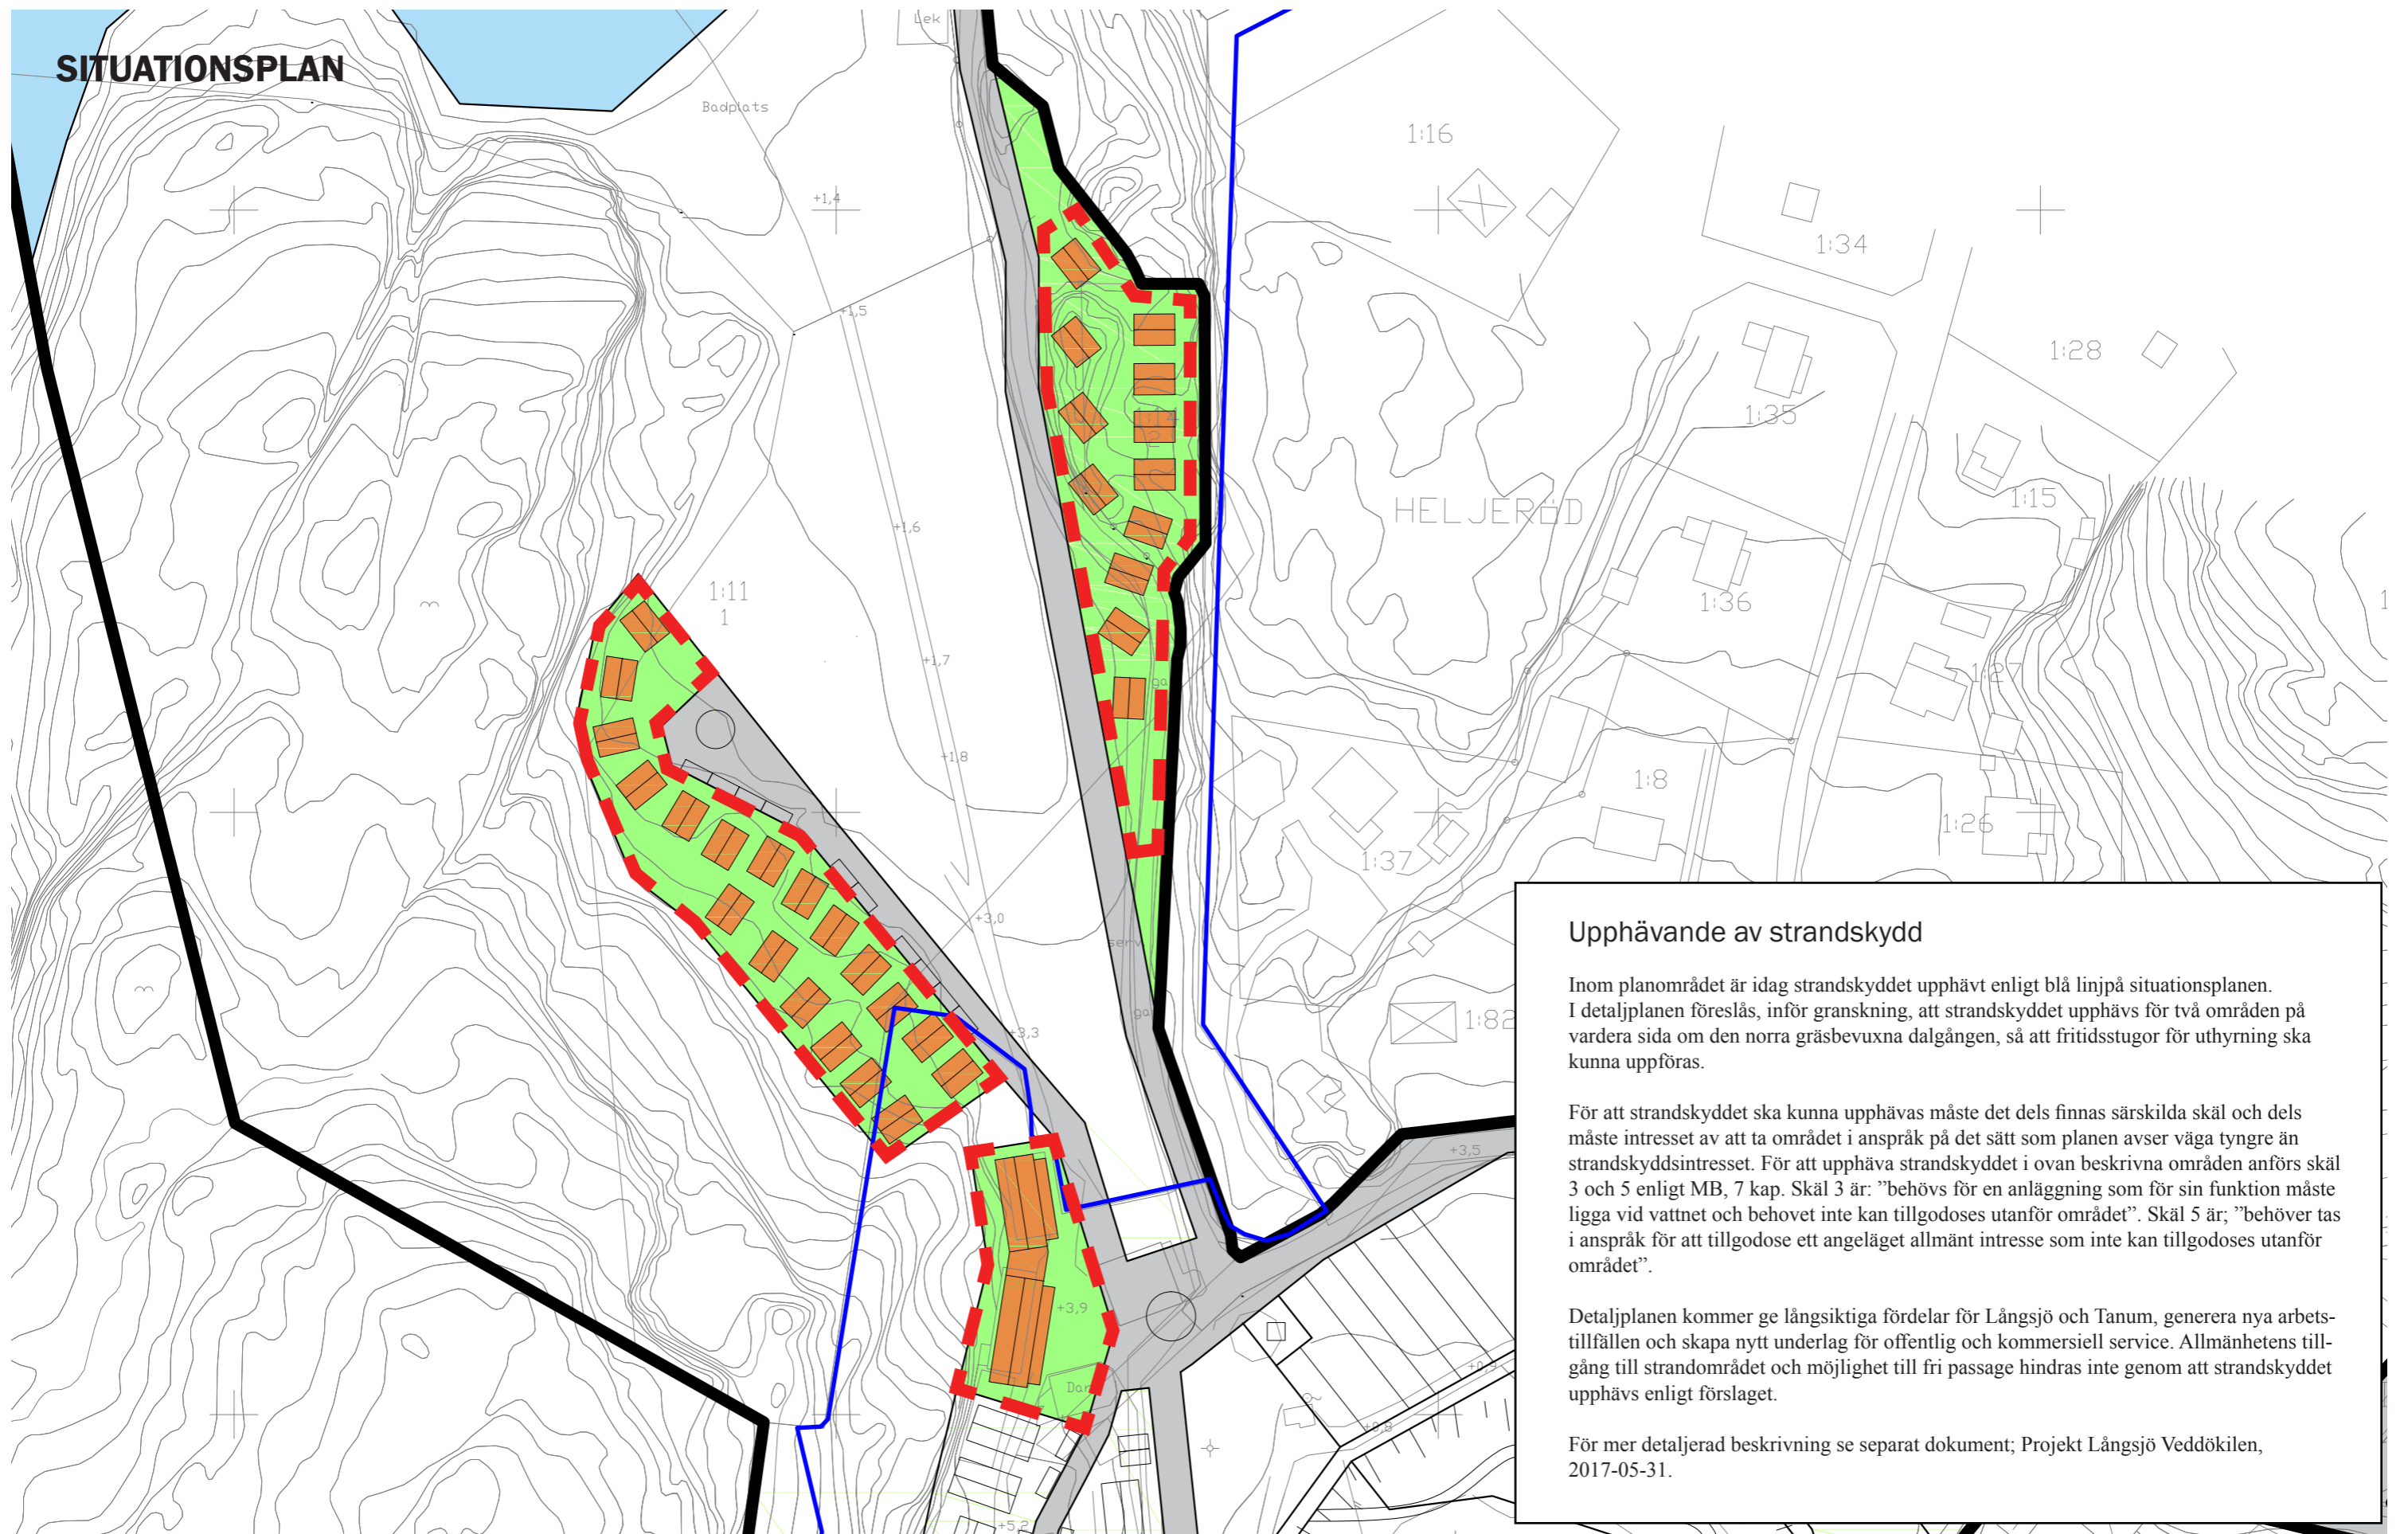 SITUATIONSPLAN
Lek
Badplats
1:16
+1,4
1:34
+1,5
1:28
1:35
1:15
HELJERÖD
+1,6
1:11
1
1:36
+1,7
1:27
ga
+1,8
1:8
1:26
1:37
+3,0
serv
ga
1:82
+3,3
+3,5
+3,9
Dar
+0,8
+5,2
Upphävande av strandskydd
Inom planområdet är idag strandskyddet upphävt enligt blå linjpå situationsplanen.
I detaljplanen föreslås, inför granskning, att strandskyddet upphävs för två områden på
vardera sida om den norra gräsbevuxna dalgången, så att fritidsstugor för uthyrning ska
kunna uppföras.
För att strandskyddet ska kunna upphävas måste det dels finnas särskilda skäl och dels
måste intresset av att ta området i anspråk på det sätt som planen avser väga tyngre än
strandskyddsintresset. För att upphäva strandskyddet i ovan beskrivna områden anförs skäl
3 och 5 enligt MB, 7 kap. Skäl 3 är: ”behövs för en anläggning som för sin funktion måste
ligga vid vattnet och behovet inte kan tillgodoses utanför området”. Skäl 5 är; ”behöver tas
i anspråk för att tillgodose ett angeläget allmänt intresse som inte kan tillgodoses utanför
området”.
Detaljplanen kommer ge långsiktiga fördelar för Långsjö och Tanum, generera nya arbets-
tillfällen och skapa nytt underlag för offentlig och kommersiell service. Allmänhetens till-
gång till strandområdet och möjlighet till fri passage hindras inte genom att strandskyddet
upphävs enligt förslaget.
För mer detaljerad beskrivning se separat dokument; Projekt Långsjö Veddökilen,
2017-05-31.